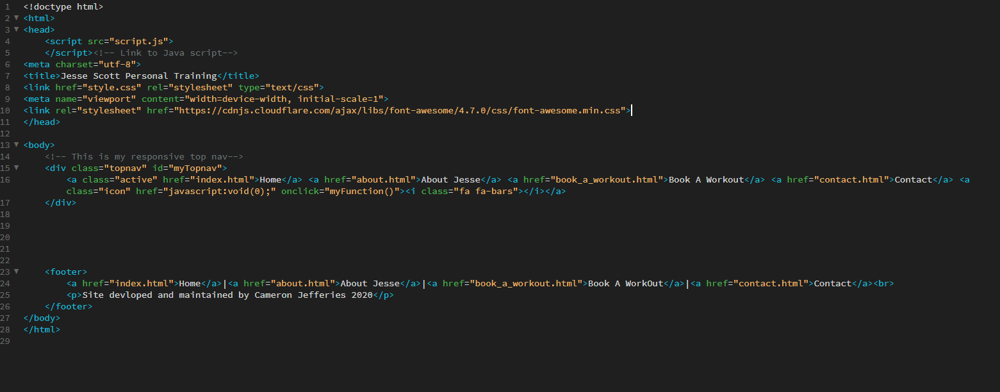 1 <!doctype html>
2 <html>
3 <head>
4 <script src="script.js">
5 </script><!-- Link to Java script-->
6 <meta charset="utf-8">
7 <title>Jesse Scott Personal Training</title>
8 <link href="style.css" rel="stylesheet" type="text/css">
9 <meta name="viewport" content="width=device-width, initial-scale=1">
10 <link rel="stylesheet" href="https://cdnjs.cloudflare.com/ajax/libs/font-awesome/4.7.0/css/font-awesome.min.css">
11 </head>
12
13 <body>
14 <!-- This is my responsive top nav-->
15 <div class="topnav" id="myTopnav">
16 <a class="active" href="index.html">Home</a> <a href="about.html">About Jesse</a> <a href="book_a_workout.html">Book A Workout</a> <a href="contact.html">Contact</a> <a
class="icon" href="javascript:void(0);" onclick="myFunction()"><i class="fa fa-bars"></i></a>
17 </div>
18
19
20
21
22
23 <footer>
24 <a href="index.html">Home</a>|<a href="about.html">About Jesse</a>|<a href="book_a_workout.html">Book A WorkOut</a>|<a href="contact.html">Contact</a><br>
25 <p>Site devloped and maintained by Cameron Jefferies 2020</p>
26 </footer>
27 </body>
28 </html>
29